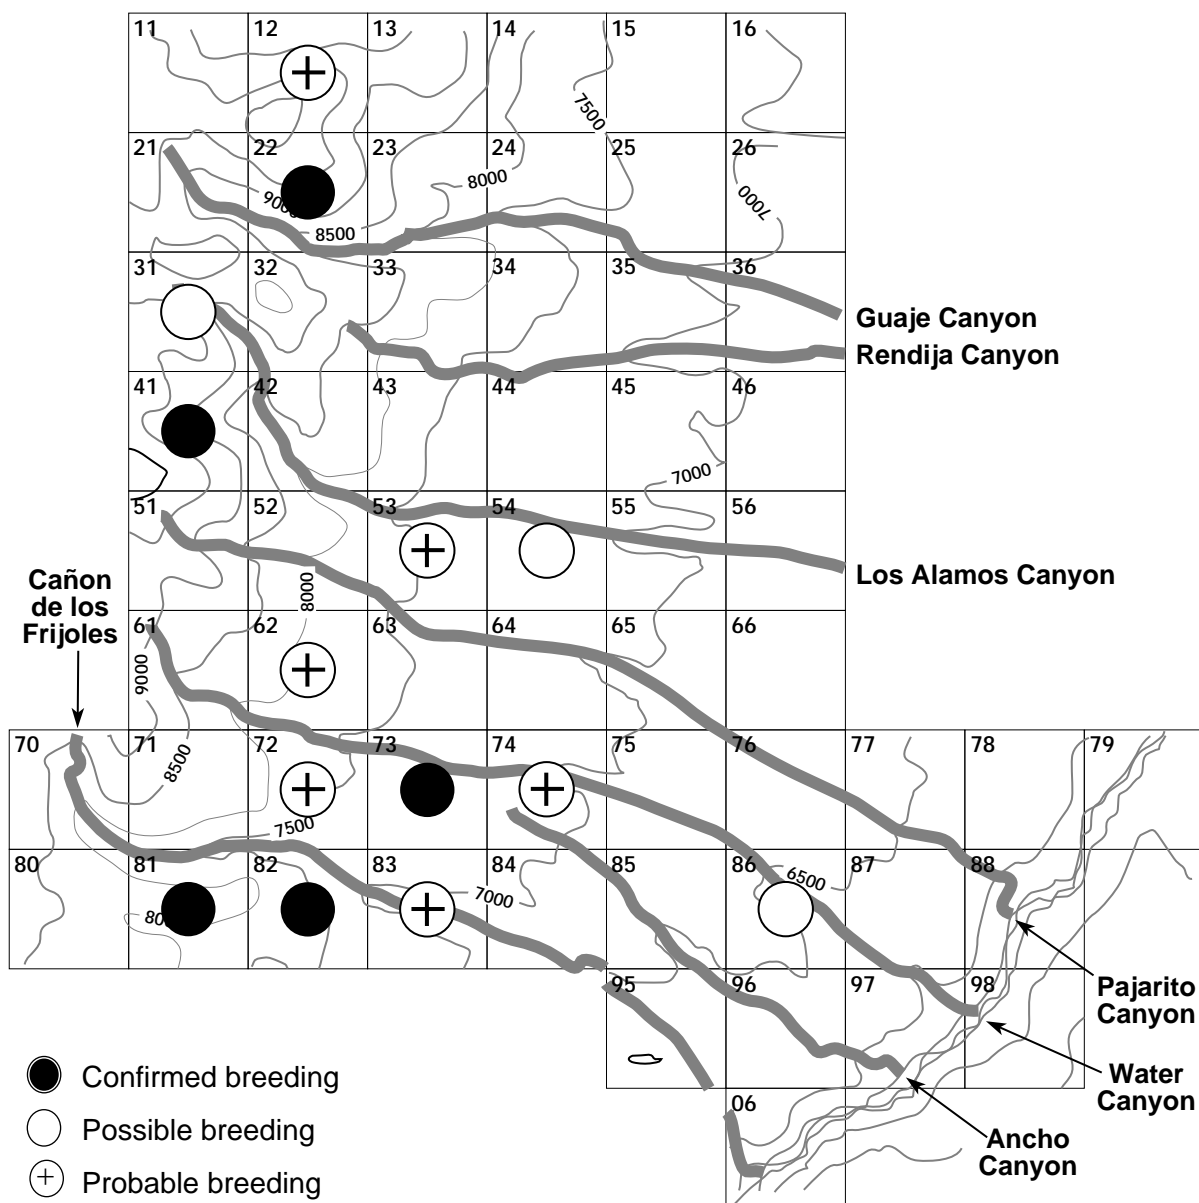 11 12 13 14 15 16
7500
21 22 23 24 25 26
8000
9000
7000
8500
31 32 33 34 35 36
Guaje Canyon
Rendija Canyon
41 42 43 44 45 46
7000
51 52 53 54 55 56
Los Alamos Canyon
Cañon
de los
Frijoles
8000
61 62 63 64 65 66
9000
70 71 72 73 74 75 76 77 78 79
8500
7500
80 81 82 83 84 85 86 87 88
6500
7000
8000
95 96 97 98
Pajarito
Canyon
Water
Canyon
06
Ancho
Canyon
Confirmed breeding
Possible breeding
Probable breeding